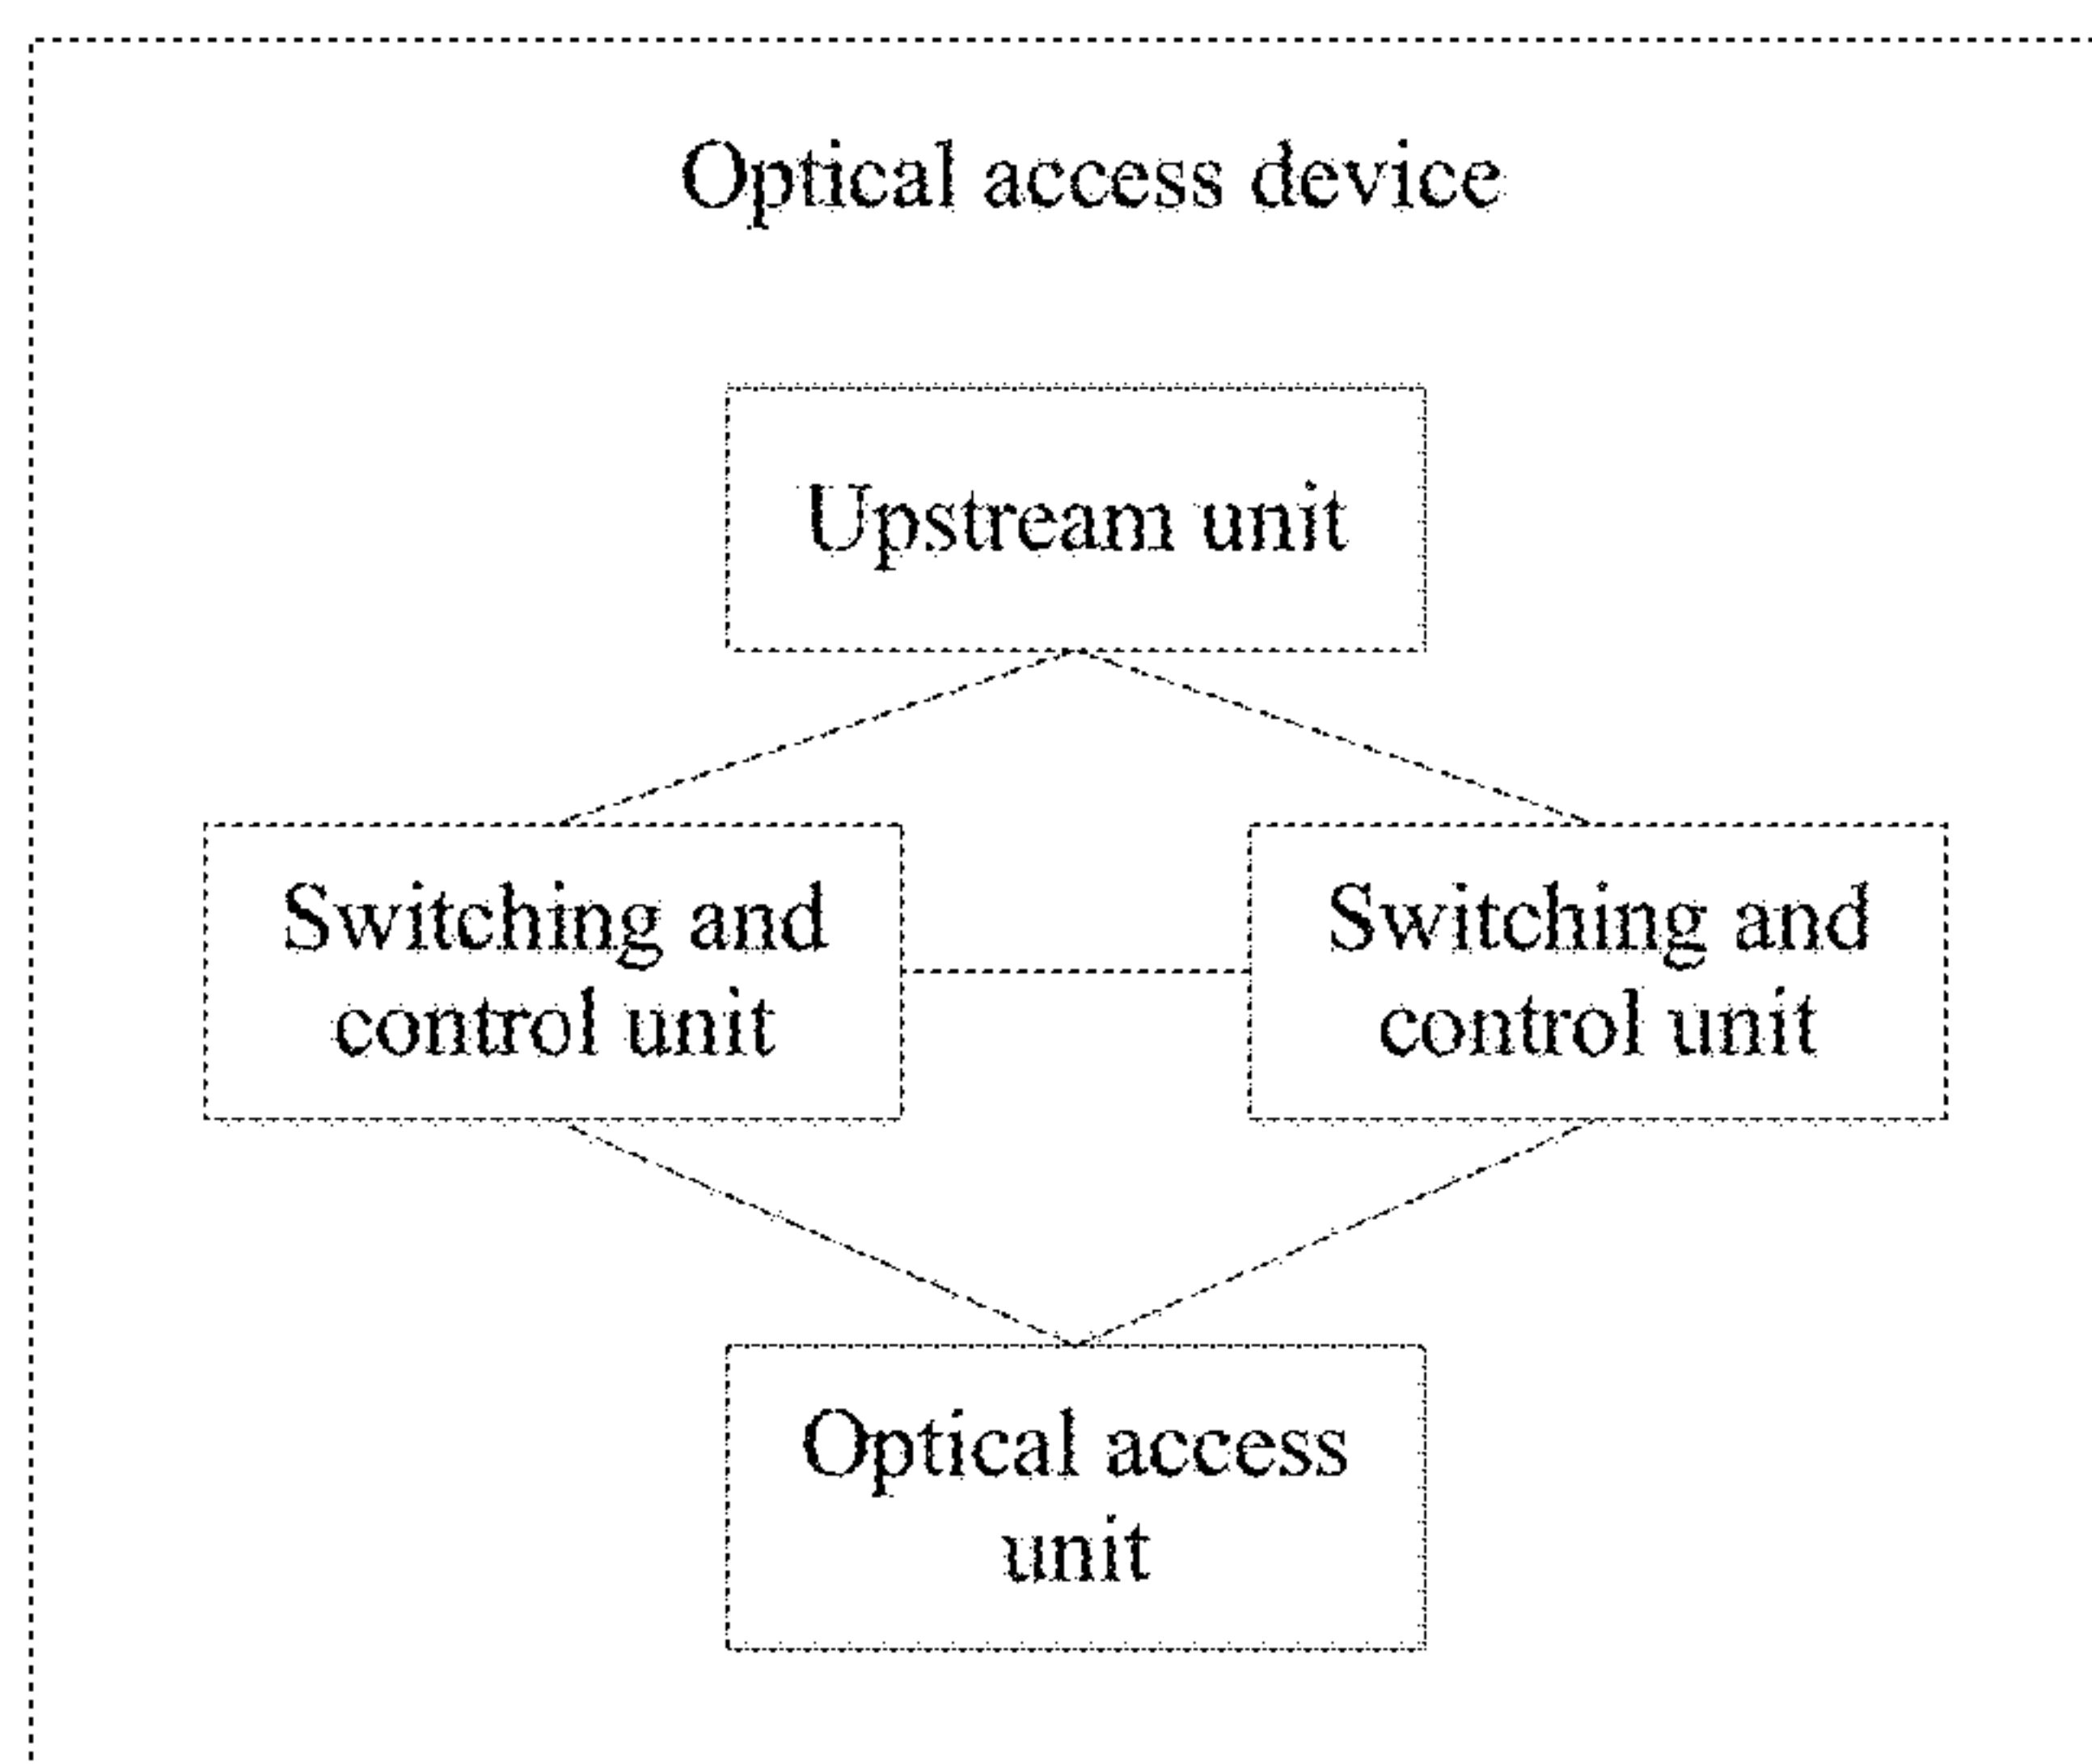 Optical access device
Upstream unit
Switching and
control unit
Switching and
control unit
Optical access
unit